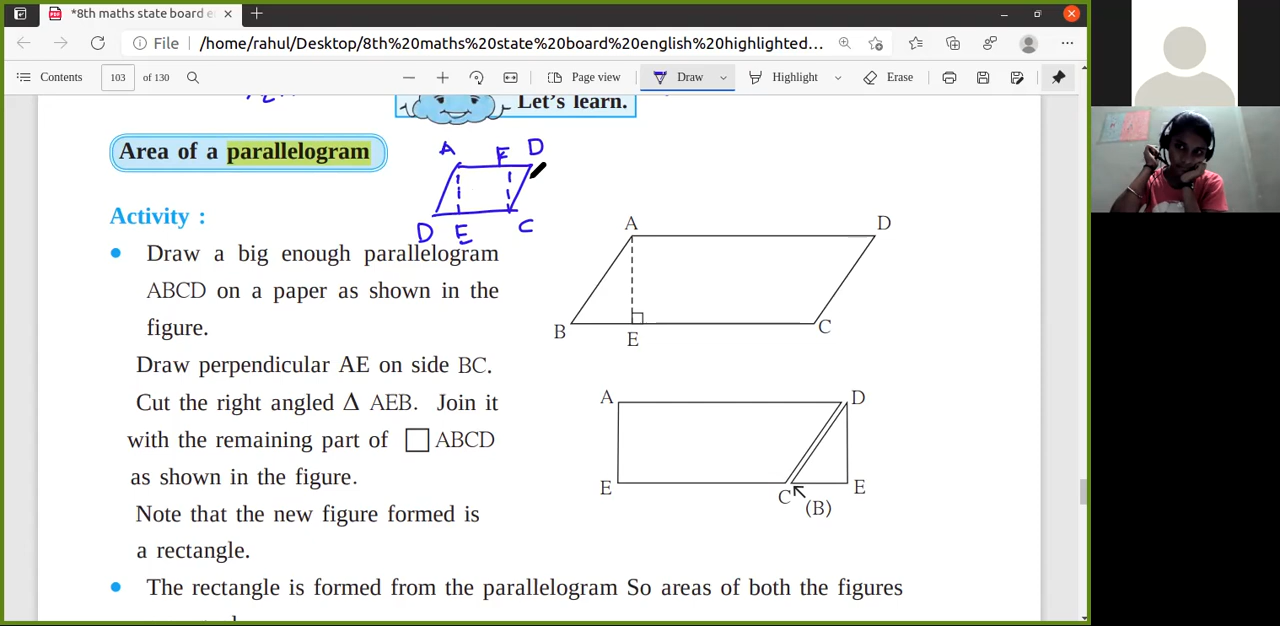 *8th maths state board e
File
/home/rahul/Desktop/8th%20maths%20state%20board%20english%20highlighted...
Contents
103
of 130
Page view
Draw
Highlight
Erase
Let's learn.
Area of a parallelogram
A F D
D E C
Activity :
Draw a big enough parallelogram
ABCD on a paper as shown in the
figure.
Draw perpendicular AE on side BC.
Cut the right angled Δ AEB. Join it
with the remaining part of □ ABCD
as shown in the figure.
Note that the new figure formed is
a rectangle.
A D
B E C
A D
E C E
(B)
The rectangle is formed from the parallelogram So areas of both the figures